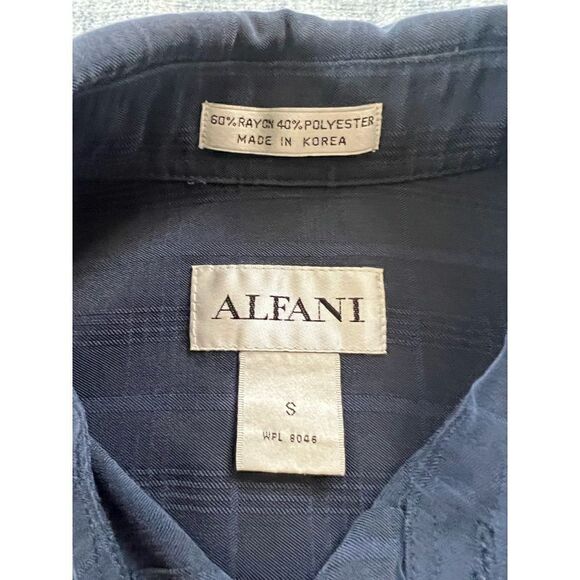 60% RAYON 40% POLYESTER
MADE IN KOREA
ALFANI
S
WPL 8046